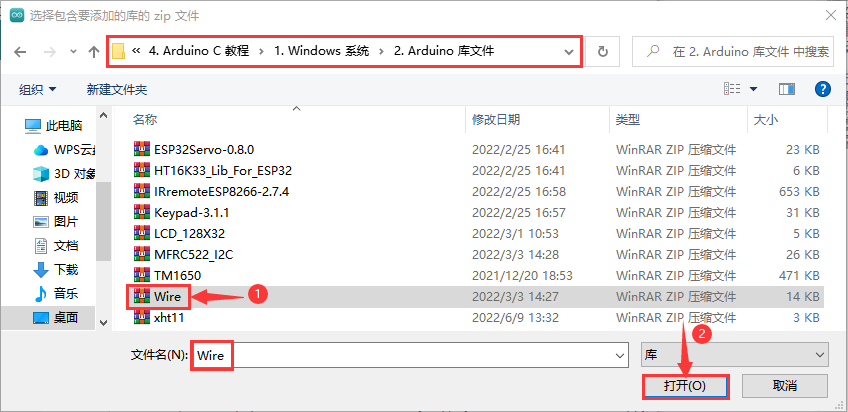 选择包含要添加的库的 zip 文件
« 4. Arduino C 教程 > 1. Windows 系统 > 2. Arduino 库文件
在 2. Arduino 库文件 中搜索
组织 新建文件夹
名称 修改日期 类型 大小
此电脑
WPS云盘
3D 对象
视频
图片
文档
下载
音乐
桌面
ESP32Servo-0.8.0 2022/2/25 16:41 WinRAR ZIP 压缩文件 23 KB
HT16K33_Lib_For_ESP32 2022/2/25 16:41 WinRAR ZIP 压缩文件 6 KB
IRremoteESP8266-2.7.4 2022/2/25 16:58 WinRAR ZIP 压缩文件 653 KB
Keypad-3.1.1 2022/2/25 16:57 WinRAR ZIP 压缩文件 31 KB
LCD_128X32 2022/3/1 10:53 WinRAR ZIP 压缩文件 5 KB
MFRC522_I2C 2022/3/3 14:28 WinRAR ZIP 压缩文件 26 KB
TM1650 2021/12/20 18:53 WinRAR ZIP 压缩文件 471 KB
Wire 2022/3/3 14:27 WinRAR ZIP 压缩文件 14 KB
xht11 2022/6/9 13:32 WinRAR ZIP 压缩文件 3 KB
1
2
文件名(N): Wire 库
打开(O) 取消